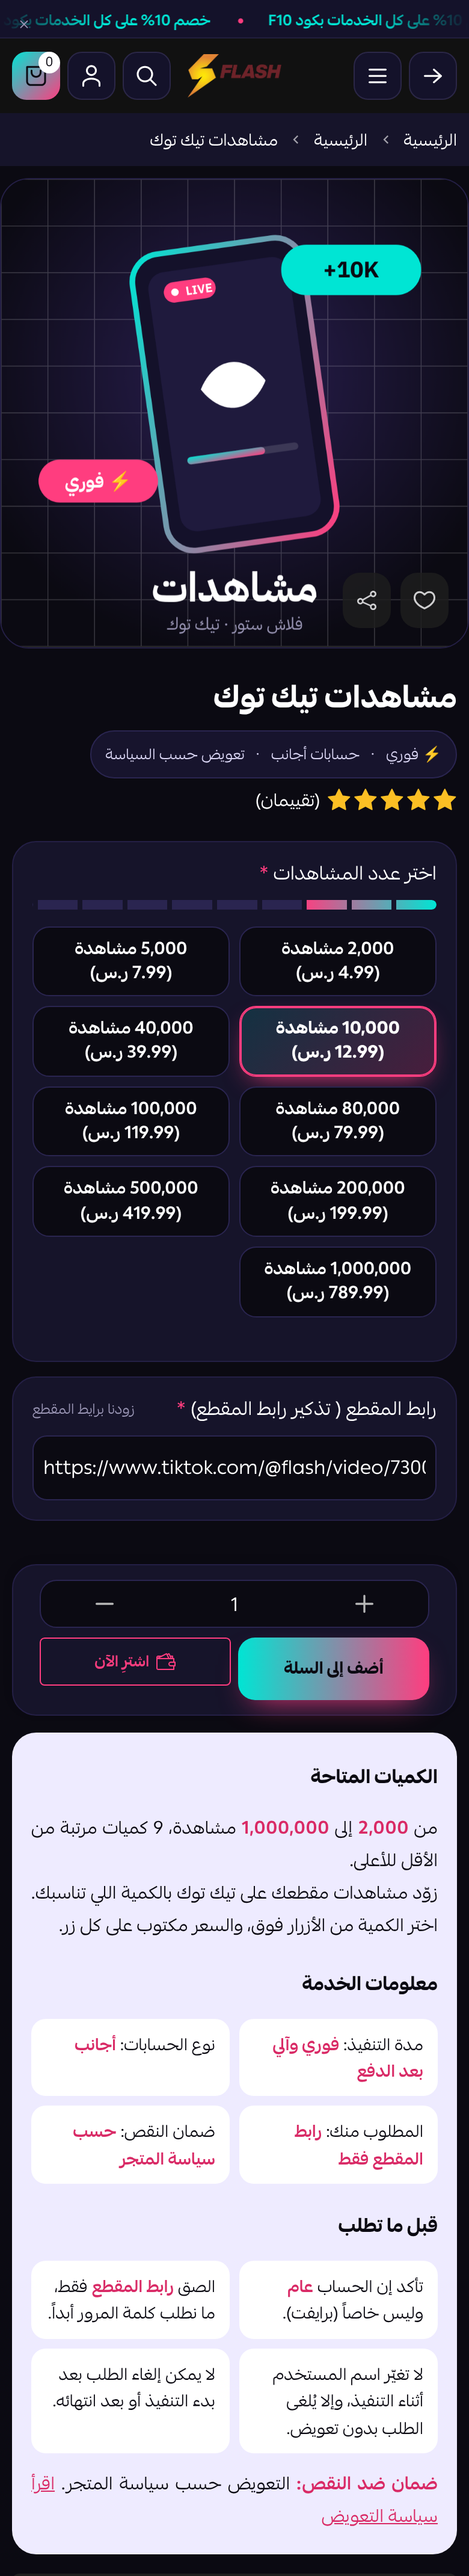 خصم 10% على كل الخدمات بكود
10% على كل الخدمات بكود F10
0
FLASH
الرئيسية
الرئيسية
مشاهدات تيك توك
+10K
LIVE
⚡ فوري
مشاهدات
فلاش ستور · تيك توك
مشاهدات تيك توك
⚡ فوري · حسابات أجانب · تعويض حسب السياسة
(تقييمان)
اختر عدد المشاهدات *
2,000 مشاهدة
(4.99 ر.س)
5,000 مشاهدة
(7.99 ر.س)
10,000 مشاهدة
(12.99 ر.س)
40,000 مشاهدة
(39.99 ر.س)
80,000 مشاهدة
(79.99 ر.س)
100,000 مشاهدة
(119.99 ر.س)
200,000 مشاهدة
(199.99 ر.س)
500,000 مشاهدة
(419.99 ر.س)
1,000,000 مشاهدة
(789.99 ر.س)
رابط المقطع ( تذكير رابط المقطع) *
زودنا برايط المقطع
https://www.tiktok.com/@flash/video/730
1
أضف إلى السلة
اشترِ الآن
الكميات المتاحة
من 2,000 إلى 1,000,000 مشاهدة، 9 كميات مرتبة من
الأقل للأعلى.
زوّد مشاهدات مقطعك على تيك توك بالكمية اللي تناسبك.
اختر الكمية من الأزرار فوق، والسعر مكتوب على كل زر.
معلومات الخدمة
مدة التنفيذ: فوري وآلي
بعد الدفع
نوع الحسابات: أجانب
المطلوب منك: رابط
المقطع فقط
ضمان النقص: حسب
سياسة المتجر
قبل ما تطلب
تأكد إن الحساب عام
وليس خاصاً (برايفت).
الصق رابط المقطع فقط،
ما نطلب كلمة المرور أبداً.
لا تغيّر اسم المستخدم
أثناء التنفيذ، وإلا يُلغى
الطلب بدون تعويض.
لا يمكن إلغاء الطلب بعد
بدء التنفيذ أو بعد انتهائه.
ضمان ضد النقص: التعويض حسب سياسة المتجر. اقرأ
سياسة التعويض